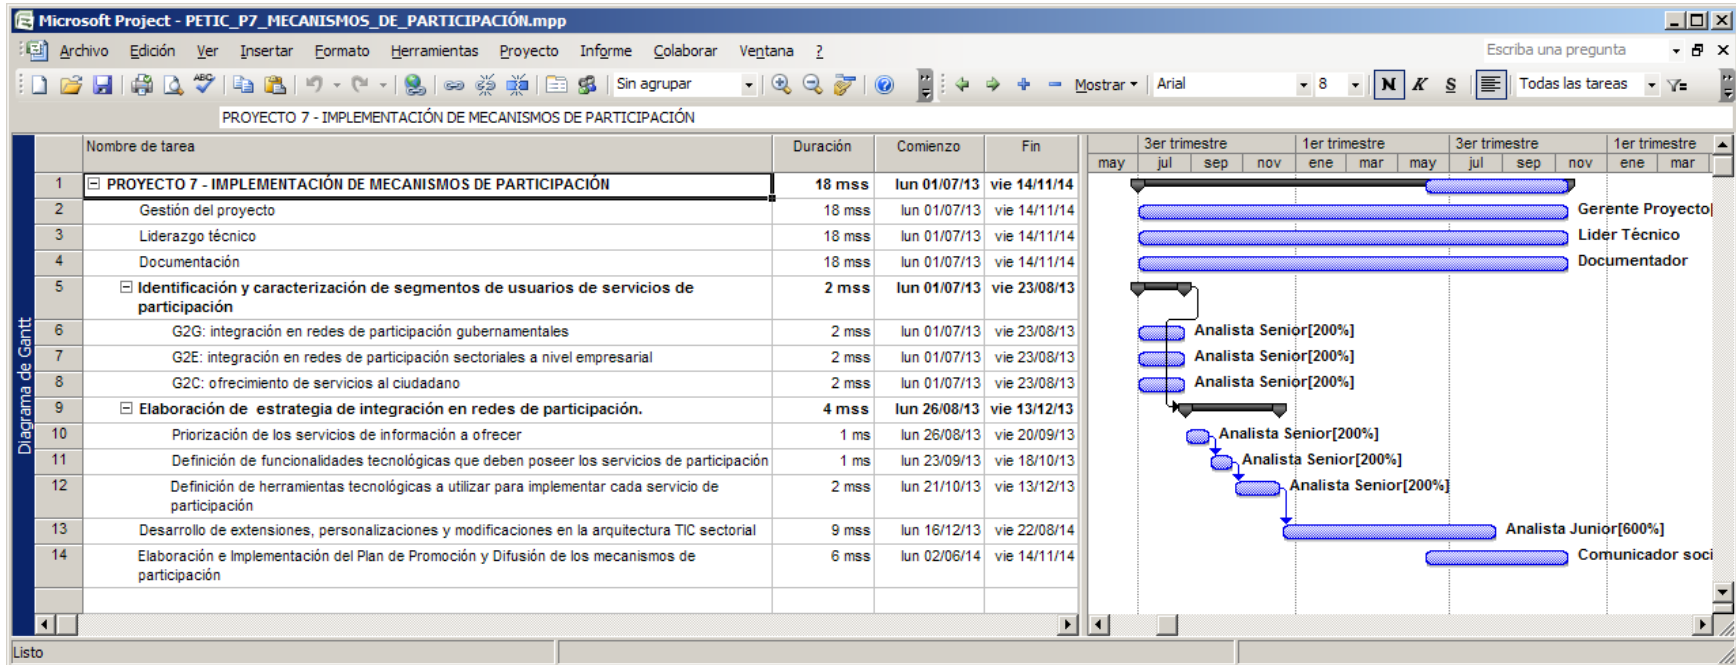 Microsoft Project - PETIC_P7_MECANISMOS_DE_PARTICIPACIÓN.mpp
Archivo Edición Ver Insertar Formato Herramientas Proyecto Informe Colaborar Ventana ? Escriba una pregunta
ABC Sin agrupar Mostrar Arial 8 N K S Todas las tareas
PROYECTO 7 - IMPLEMENTACIÓN DE MECANISMOS DE PARTICIPACIÓN
Nombre de tarea Duración Comienzo Fin 3er trimestre 1er trimestre 3er trimestre 1er trimestre
may jul sep nov ene mar may jul sep nov ene mar
1 PROYECTO 7 - IMPLEMENTACIÓN DE MECANISMOS DE PARTICIPACIÓN 18 mss lun 01/07/13 vie 14/11/14
2 Gestión del proyecto 18 mss lun 01/07/13 vie 14/11/14 Gerente Proyecto[
3 Liderazgo técnico 18 mss lun 01/07/13 vie 14/11/14 Lider Técnico
4 Documentación 18 mss lun 01/07/13 vie 14/11/14 Documentador
5 Identificación y caracterización de segmentos de usuarios de servicios de 2 mss lun 01/07/13 vie 23/08/13
participación
6 G2G: integración en redes de participación gubernamentales 2 mss lun 01/07/13 vie 23/08/13 Analista Senior[200%]
7 G2E: integración en redes de participación sectoriales a nivel empresarial 2 mss lun 01/07/13 vie 23/08/13 Analista Senior[200%]
8 G2C: ofrecimiento de servicios al ciudadano 2 mss lun 01/07/13 vie 23/08/13 Analista Senior[200%]
9 Elaboración de estrategia de integración en redes de participación. 4 mss lun 26/08/13 vie 13/12/13
10 Priorización de los servicios de información a ofrecer 1 ms lun 26/08/13 vie 20/09/13 Analista Senior[200%]
11 Definición de funcionalidades tecnológicas que deben poseer los servicios de participación 1 ms lun 23/09/13 vie 18/10/13 Analista Senior[200%]
12 Definición de herramientas tecnológicas a utilizar para implementar cada servicio de 2 mss lun 21/10/13 vie 13/12/13 Analista Senior[200%]
participación
13 Desarrollo de extensiones, personalizaciones y modificaciones en la arquitectura TIC sectorial 9 mss lun 16/12/13 vie 22/08/14 Analista Junior[600%]
14 Elaboración e Implementación del Plan de Promoción y Difusión de los mecanismos de 6 mss lun 02/06/14 vie 14/11/14 Comunicador soci
participación
Diagrama de Gantt
Listo